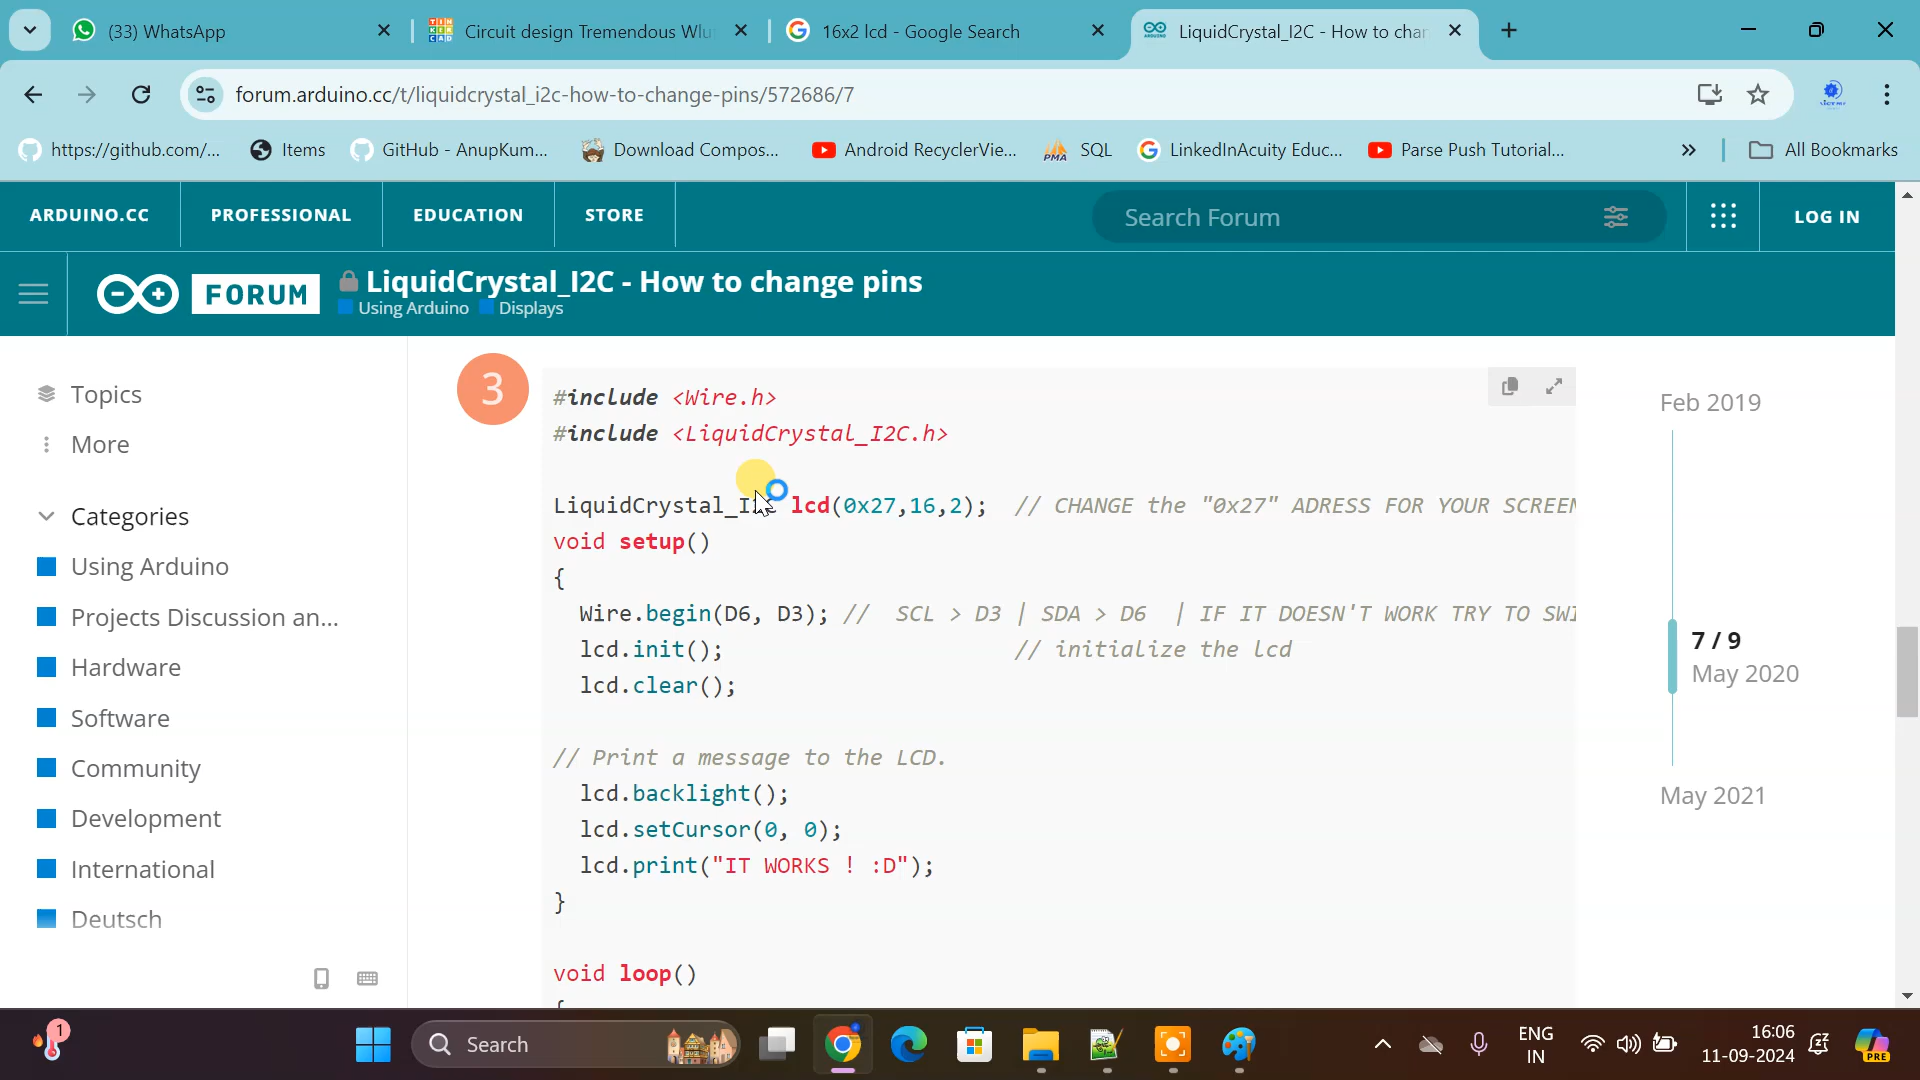 (33) WhatsApp
Circuit design Tremendous Wlu
16x2 lcd - Google Search
LiquidCrystal_I2C - How to char
forum.arduino.cc/t/liquidcrystal_i2c-how-to-change-pins/572686/7
https://github.com/...
Items
GitHub - AnupKum...
Download Compos...
Android RecyclerVie...
PMA
SQL
LinkedInAcuity Educ...
Parse Push Tutorial...
»
All Bookmarks
ARDUINO.CC
PROFESSIONAL
EDUCATION
STORE
Search Forum
LOG IN
FORUM
LiquidCrystal_I2C - How to change pins
Using Arduino
Displays
Topics
More
Categories
Using Arduino
Projects Discussion an...
Hardware
Software
Community
Development
International
Deutsch
3
#include <Wire.h>
#include <LiquidCrystal_I2C.h>
LiquidCrystal_I2C lcd(0x27,16,2); // CHANGE the "0x27" ADRESS FOR YOUR SCREEN
void setup()
{
Wire.begin(D6, D3); // SCL > D3 | SDA > D6 | IF IT DOESN'T WORK TRY TO SWI
lcd.init(); // initialize the lcd
lcd.clear();
// Print a message to the LCD.
lcd.backlight();
lcd.setCursor(0, 0);
lcd.print("IT WORKS ! :D");
}
void loop()
Feb 2019
7 / 9
May 2020
May 2021
1
Search
ENG
IN
16:06
11-09-2024
PRE